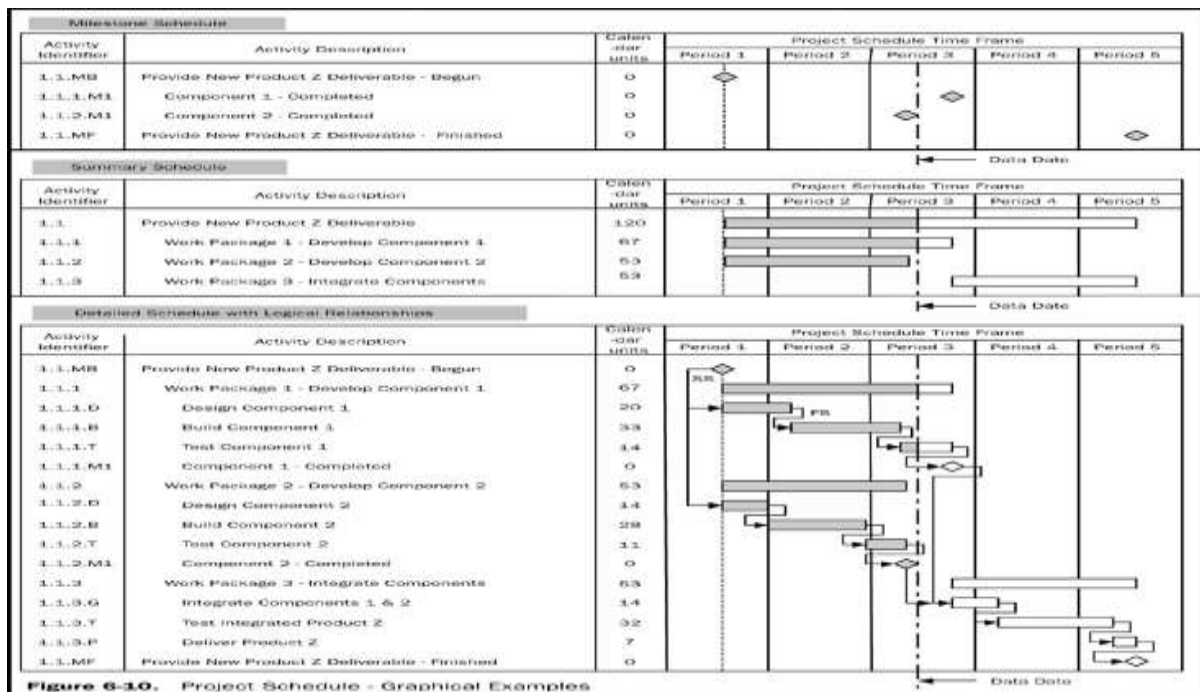 Milestone Schedule
Activity Identifier Activity Description Calen-dar units Project Schedule Time Frame
Period 1 Period 2 Period 3 Period 4 Period 5
1.1.MB Provide New Product Z Deliverable - Begun 0
1.1.1.M1 Component 1 - Completed 0
1.1.2.M1 Component 2 - Completed 0
1.1.MF Provide New Product Z Deliverable - Finished 0
Data Date
Summary Schedule
Activity Identifier Activity Description Calen-dar units Project Schedule Time Frame
Period 1 Period 2 Period 3 Period 4 Period 5
1.1 Provide New Product Z Deliverable 120
1.1.1 Work Package 1 - Develop Component 1 67
1.1.2 Work Package 2 - Develop Component 2 53
1.1.3 Work Package 3 - Integrate Components 53
Data Date
Detailed Schedule with Logical Relationships
Activity Identifier Activity Description Calen-dar units Project Schedule Time Frame
Period 1 Period 2 Period 3 Period 4 Period 5
1.1.MB Provide New Product Z Deliverable - Begun 0
SS
1.1.1 Work Package 1 - Develop Component 1 67
1.1.1.D Design Component 1 20 FS
1.1.1.B Build Component 1 33
1.1.1.T Test Component 1 14
1.1.1.M1 Component 1 - Completed 0
1.1.2 Work Package 2 - Develop Component 2 53
1.1.2.D Design Component 2 14
1.1.2.B Build Component 2 28
1.1.2.T Test Component 2 11
1.1.2.M1 Component 2 - Completed 0
1.1.3 Work Package 3 - Integrate Components 53
1.1.3.G Integrate Components 1 & 2 14
1.1.3.T Test Integrated Product Z 32
1.1.3.P Deliver Product Z 7
1.1.MF Provide New Product Z Deliverable - Finished 0
Data Date
Figure 6-10. Project Schedule - Graphical Examples